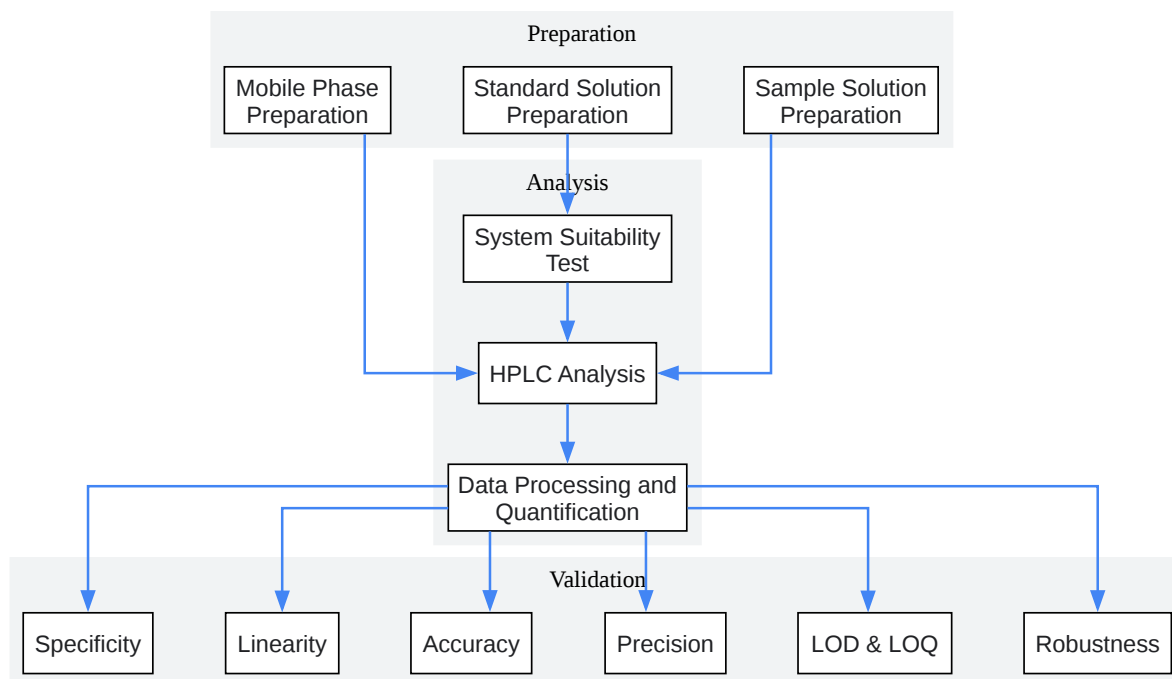 Preparation
Mobile Phase
Preparation
Standard Solution
Preparation
Sample Solution
Preparation
Analysis
System Suitability
Test
HPLC Analysis
Data Processing and
Quantification
Validation
Specificity
Linearity
Accuracy
Precision
LOD & LOQ
Robustness